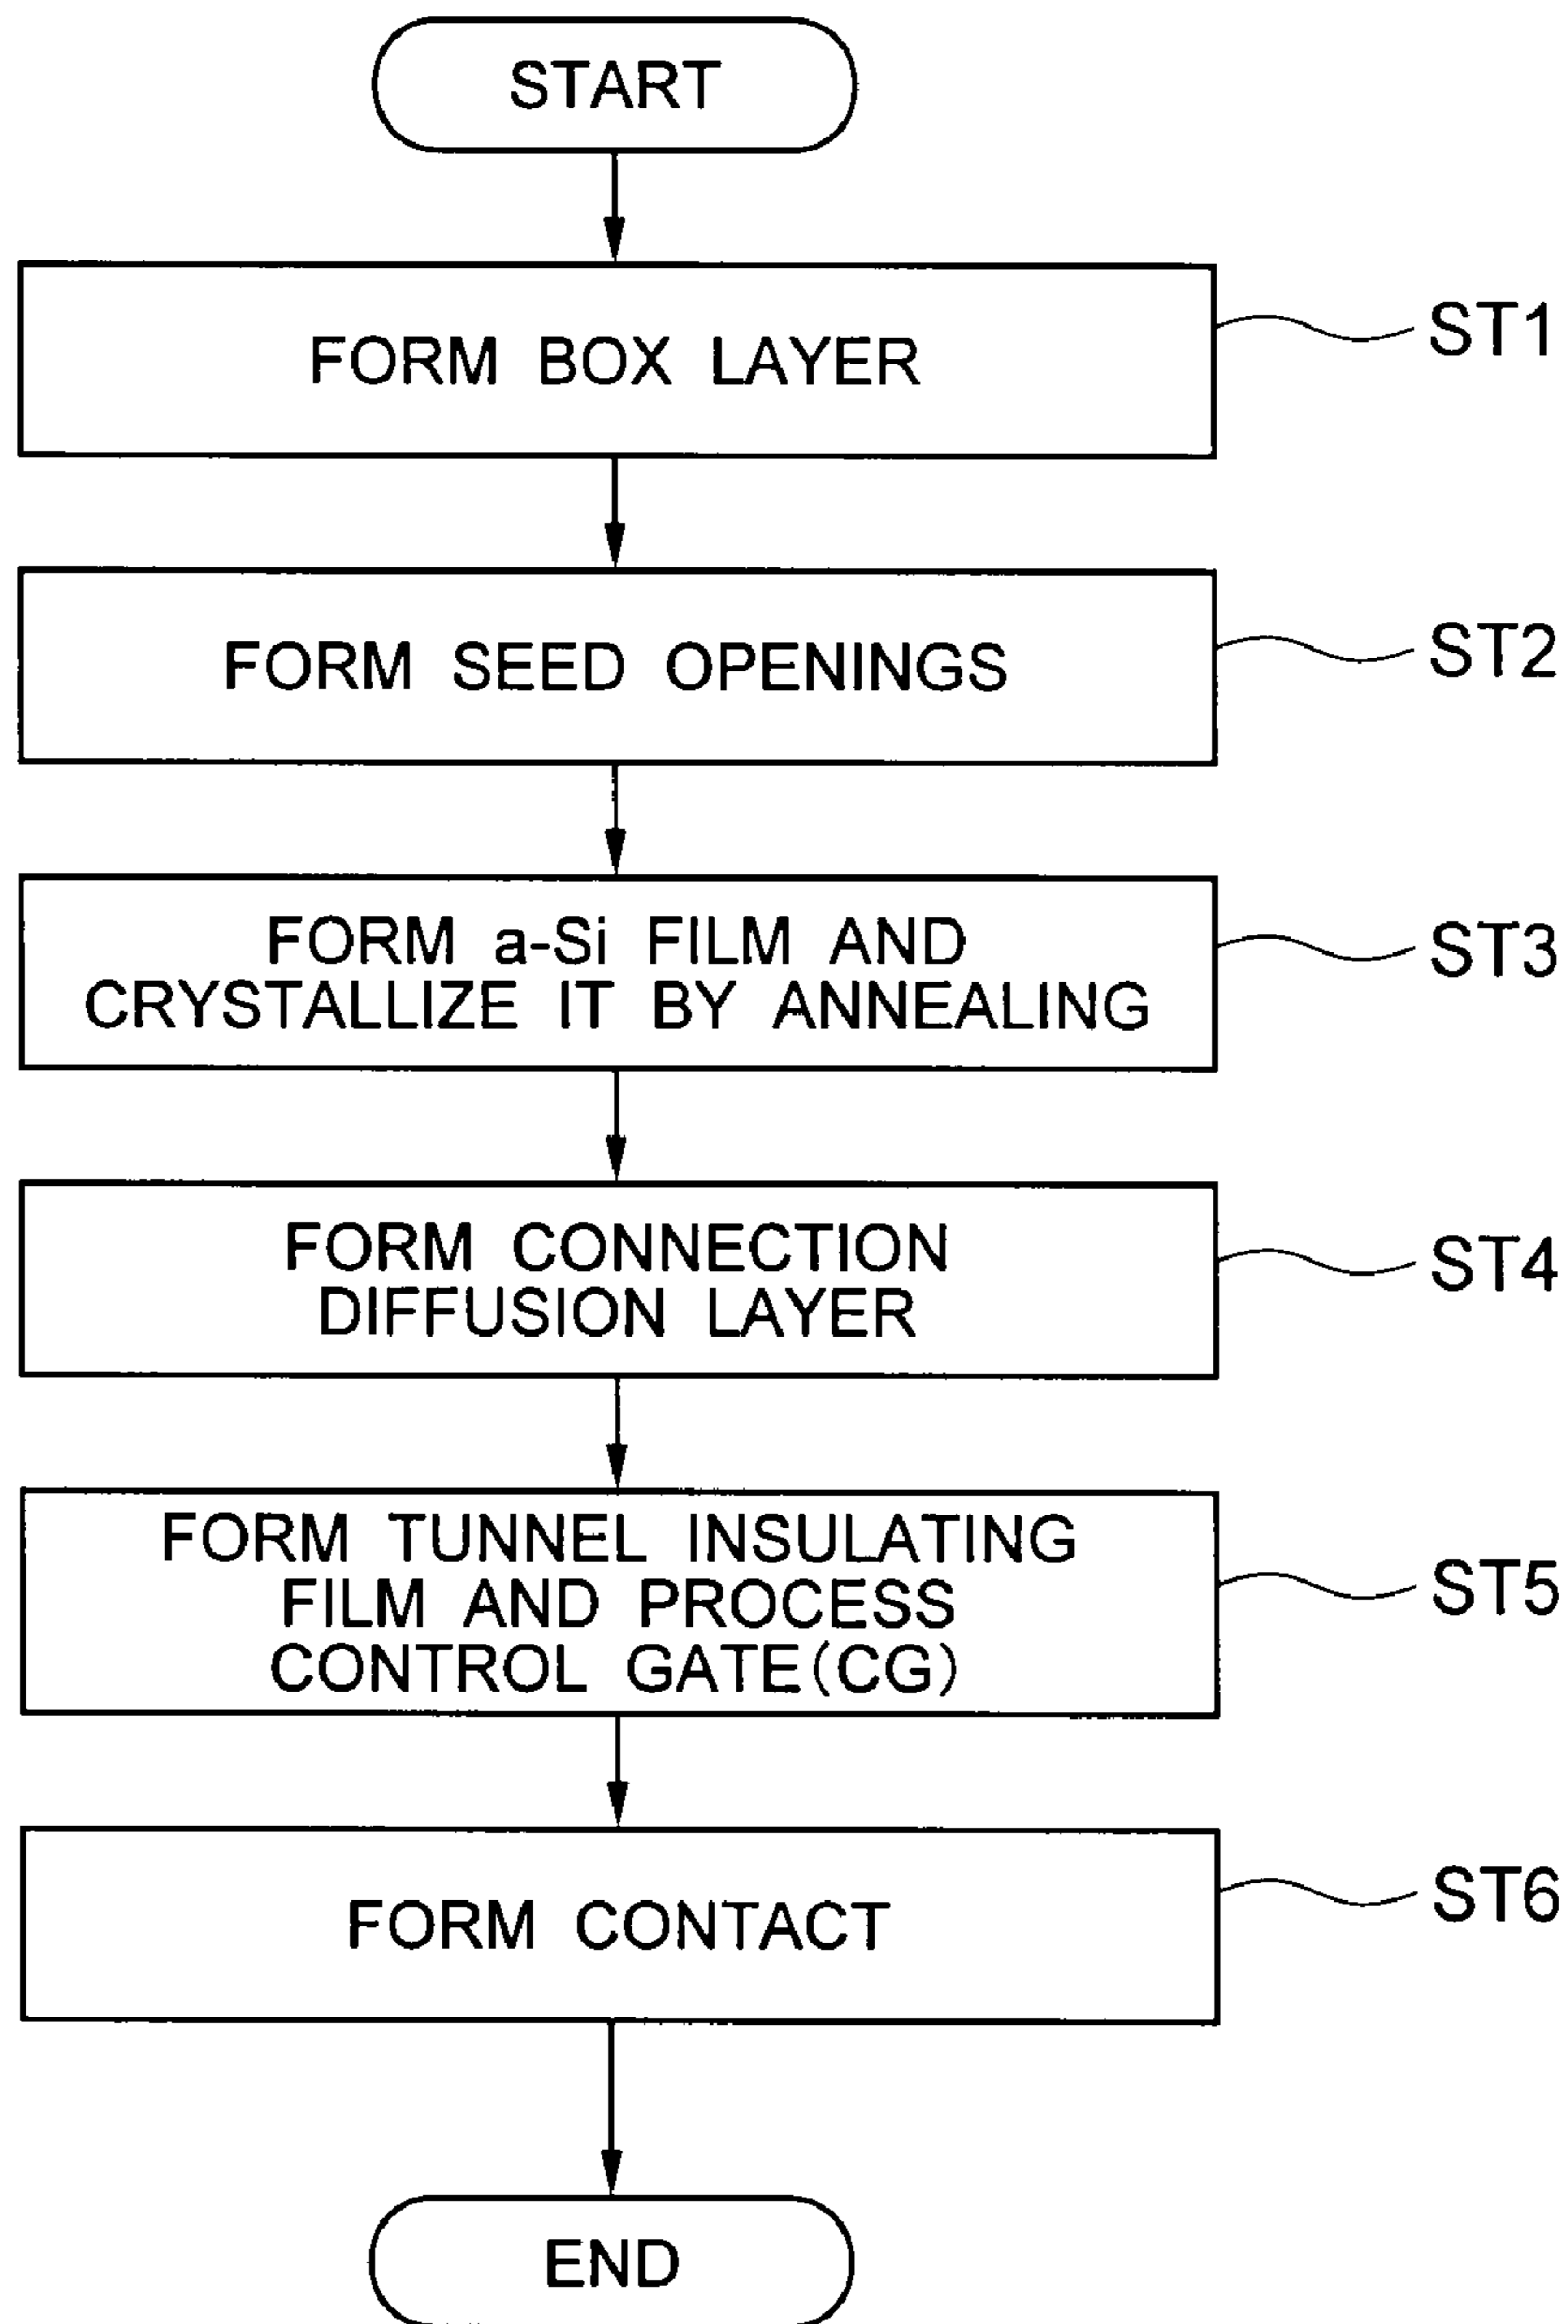 START
FORM BOX LAYER
ST1
FORM SEED OPENINGS
ST2
FORM a-Si FILM AND
CRYSTALLIZE IT BY ANNEALING
ST3
FORM CONNECTION
DIFFUSION LAYER
ST4
FORM TUNNEL INSULATING
FILM AND PROCESS
CONTROL GATE(CG)
ST5
FORM CONTACT
ST6
END